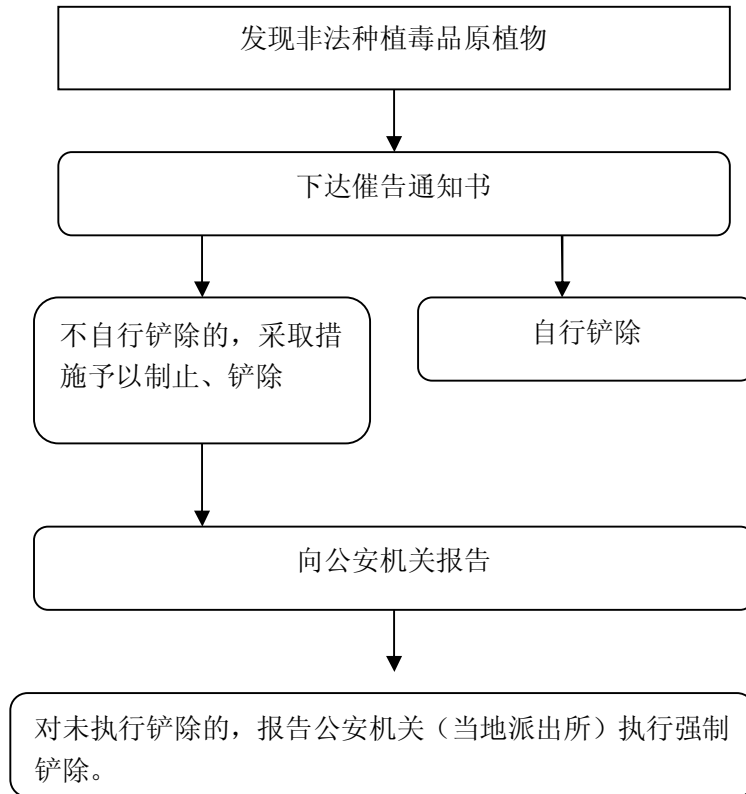 发现非法种植毒品原植物
下达催告通知书
不自行铲除的，采取措
施予以制止、铲除
自行铲除
向公安机关报告
对未执行铲除的，报告公安机关（当地派出所）执行强制
铲除。